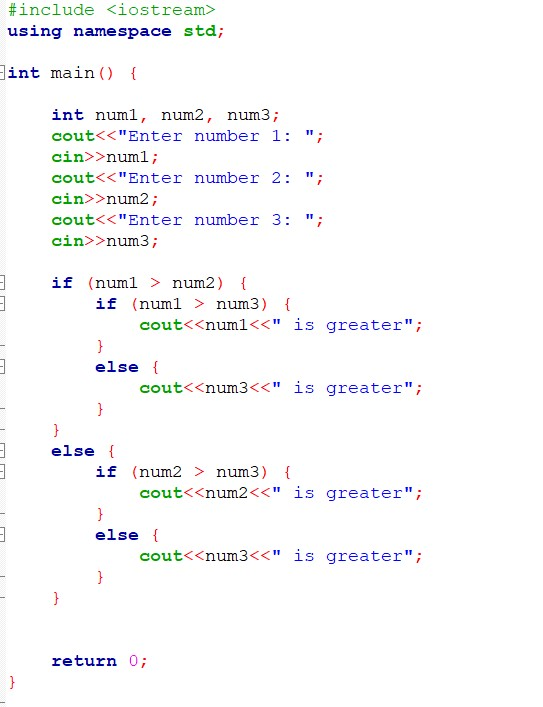 #include <iostream>
using namespace std;
int main() {
int num1, num2, num3;
cout<<"Enter number 1: ";
cin>>num1;
cout<<"Enter number 2: ";
cin>>num2;
cout<<"Enter number 3: ";
cin>>num3;
if (num1 > num2) {
if (num1 > num3) {
cout<<num1<<" is greater";
}
else {
cout<<num3<<" is greater";
}
}
else {
if (num2 > num3) {
cout<<num2<<" is greater";
}
else {
cout<<num3<<" is greater";
}
}
return 0;
}